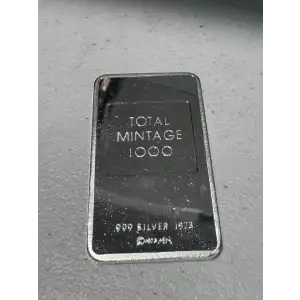 TOTAL
MINTAGE
1000
.999 SILVER 1973